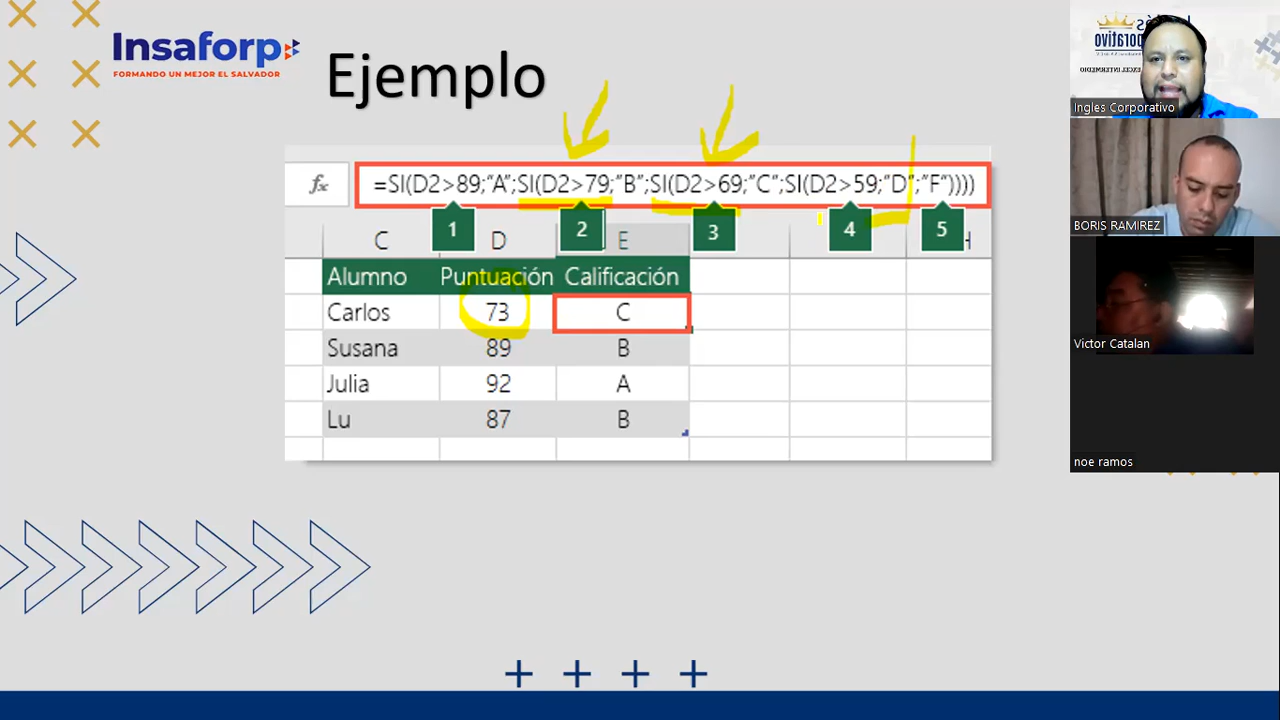 Insaforp
FORMANDO UN MEJOR EL SALVADOR
Ejemplo
fx =SI(D2>89;"A";SI(D2>79;"B";SI(D2>69;"C";SI(D2>59;"D";"F"))))
1 2 3 4 5
C D E H
Alumno Puntuación Calificación
Carlos 73 C
Susana 89 B
Julia 92 A
Lu 87 B
EXCEL INTERMEDIO
Ingles Corporativo
BORIS RAMIREZ
Victor Catalan
noe ramos